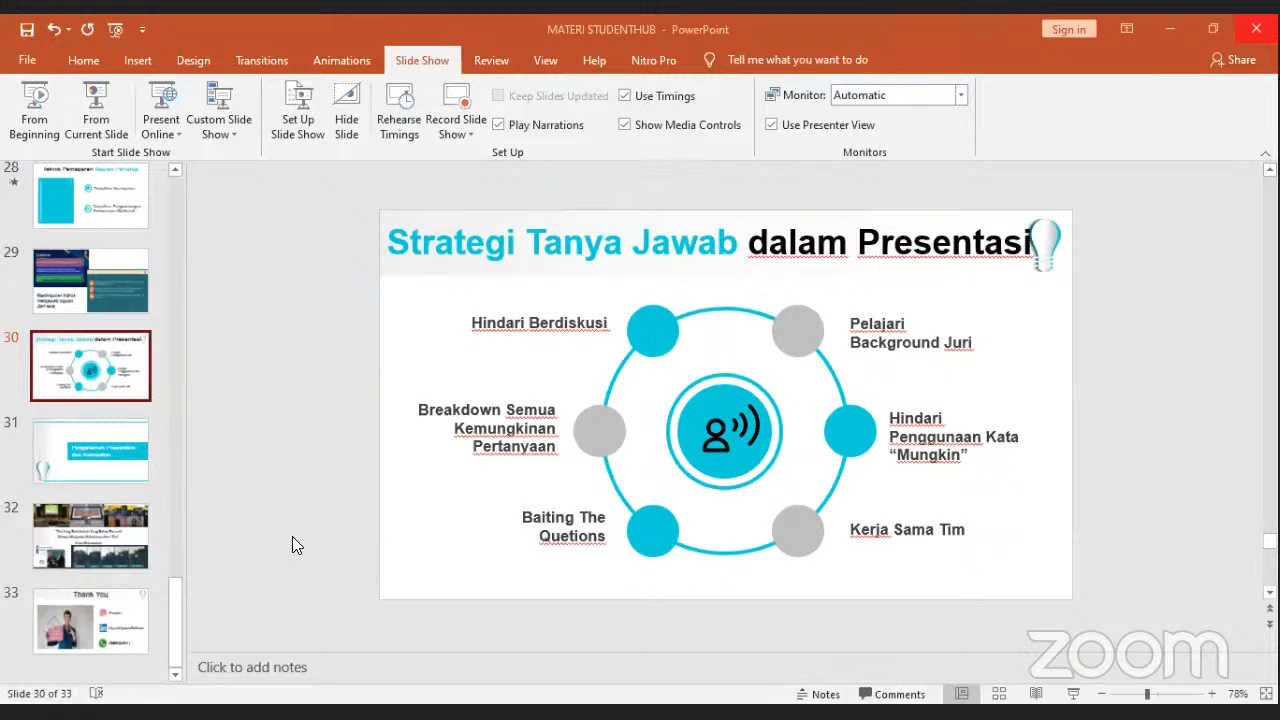 MATERI STUDENTHUB - PowerPoint
Sign in
File Home Insert Design Transitions Animations Slide Show Review View Help Nitro Pro Tell me what you want to do Share
From Beginning
From Current Slide
Present Online
Custom Slide Show
Set Up Slide Show
Hide Slide
Rehearse Timings
Record Slide Show
Keep Slides Updated
Play Narrations
Use Timings
Show Media Controls
Monitor: Automatic
Use Presenter View
Start Slide Show
Set Up
Monitors
28
29
30
Strategi Tanya Jawab dalam Presentasi
31
32
33
Thank You
Strategi Tanya Jawab dalam Presentasi
Hindari Berdiskusi
Pelajari
Background Juri
Breakdown Semua
Kemungkinan
Pertanyaan
Hindari
Penggunaan Kata
“Mungkin”
Baiting The
Quetions
Kerja Sama Tim
zoom
Click to add notes
Slide 30 of 33
Notes
Comments
78%